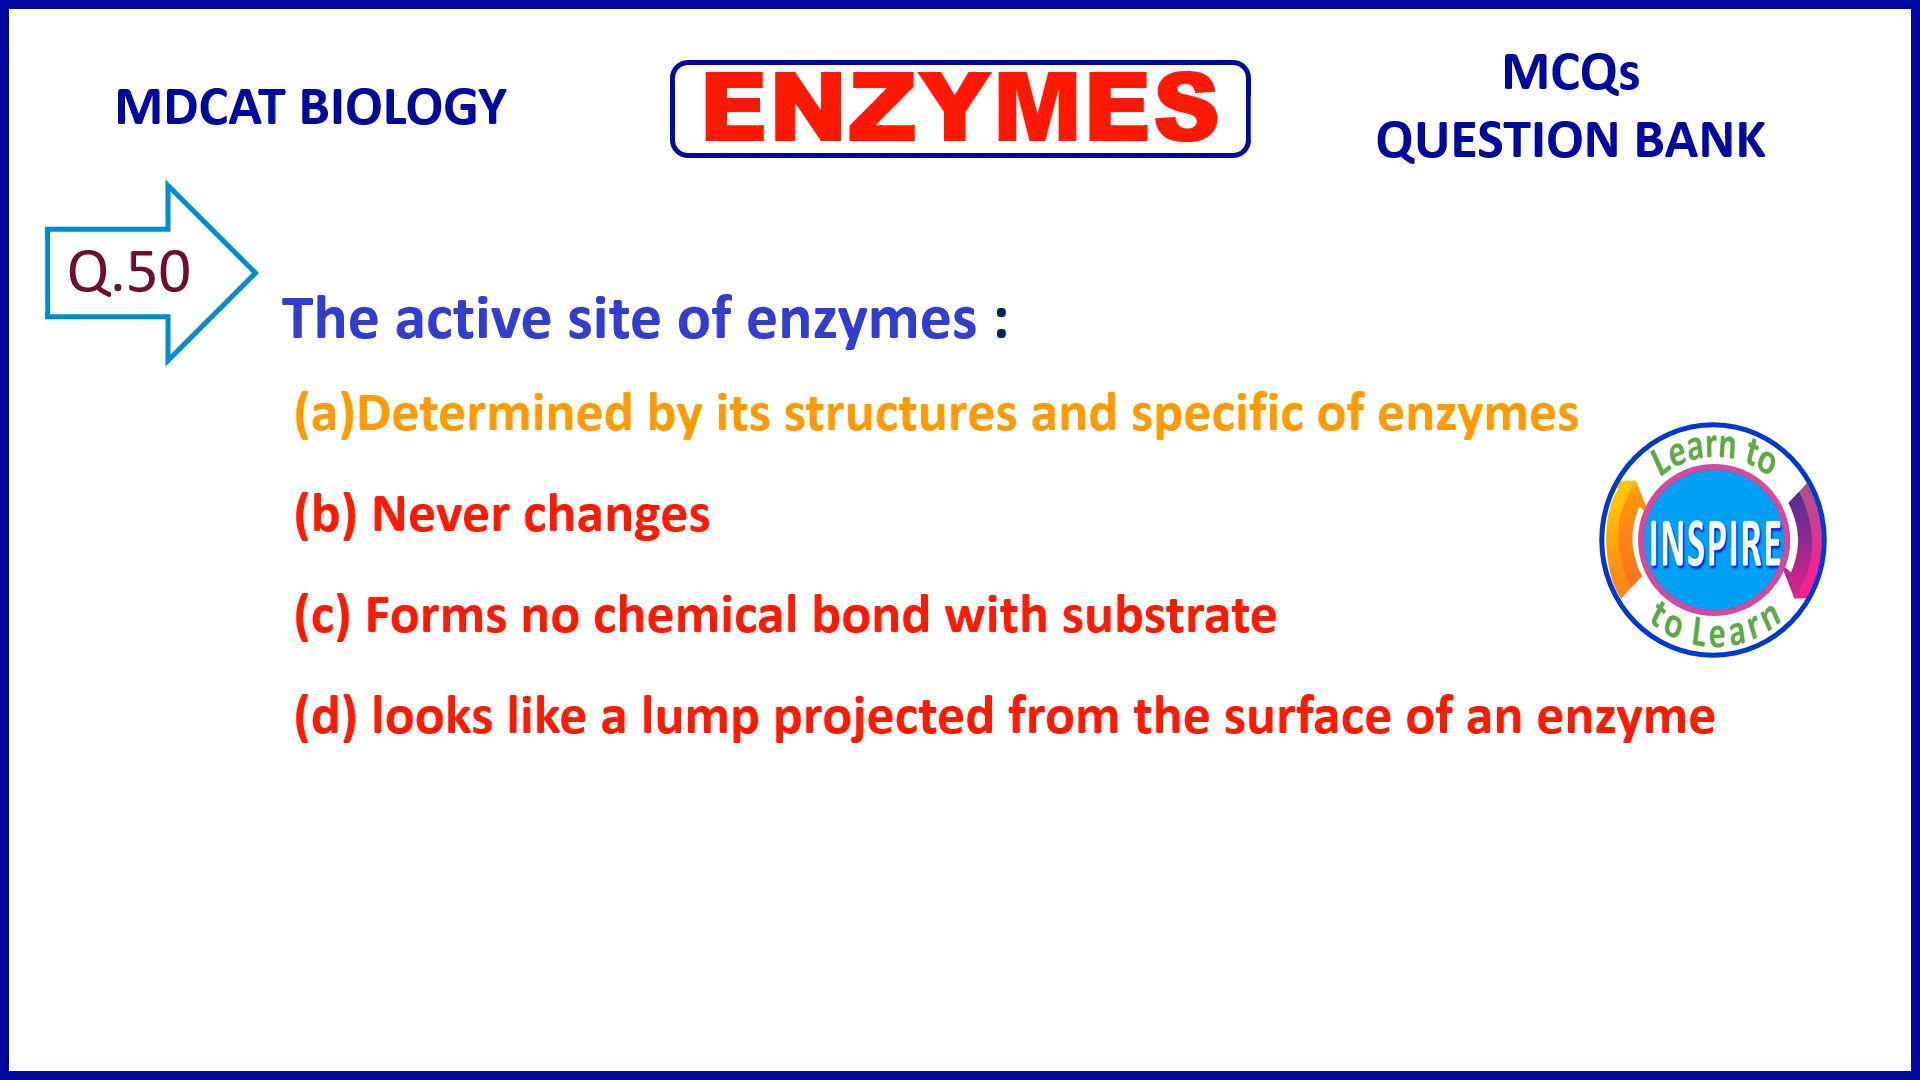 MDCAT BIOLOGY
ENZYMES
MCQs
QUESTION BANK
Q.50
The active site of enzymes :
(a)Determined by its structures and specific of enzymes
(b) Never changes
(c) Forms no chemical bond with substrate
(d) looks like a lump projected from the surface of an enzyme
Learn to
INSPIRE
to Learn